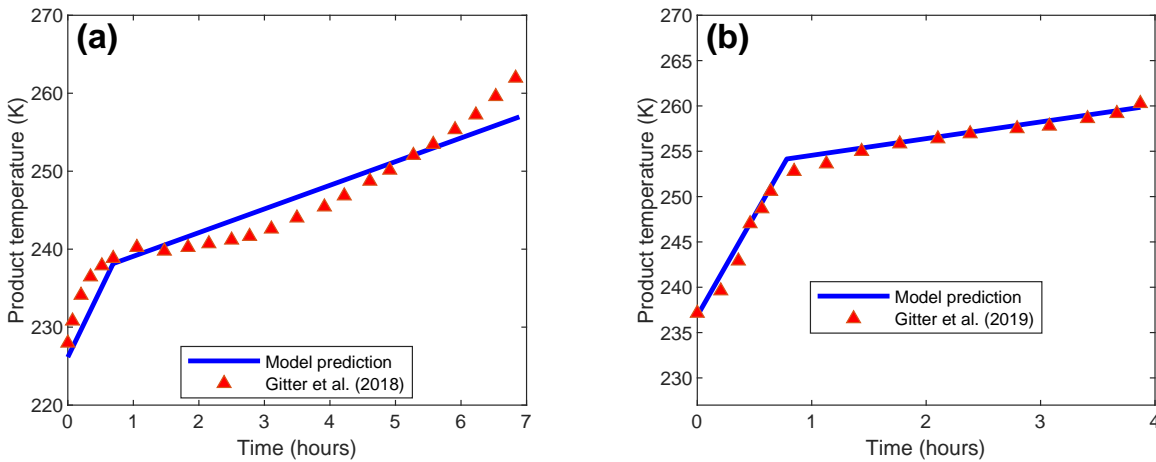 (a)
270
260
250
240
230
220
Product temperature (K)
Model prediction
Gitter et al. (2018)
0 1 2 3 4 5 6 7
Time (hours)
(b)
270
265
260
255
250
245
240
235
230
Product temperature (K)
Model prediction
Gitter et al. (2019)
0 1 2 3 4
Time (hours)